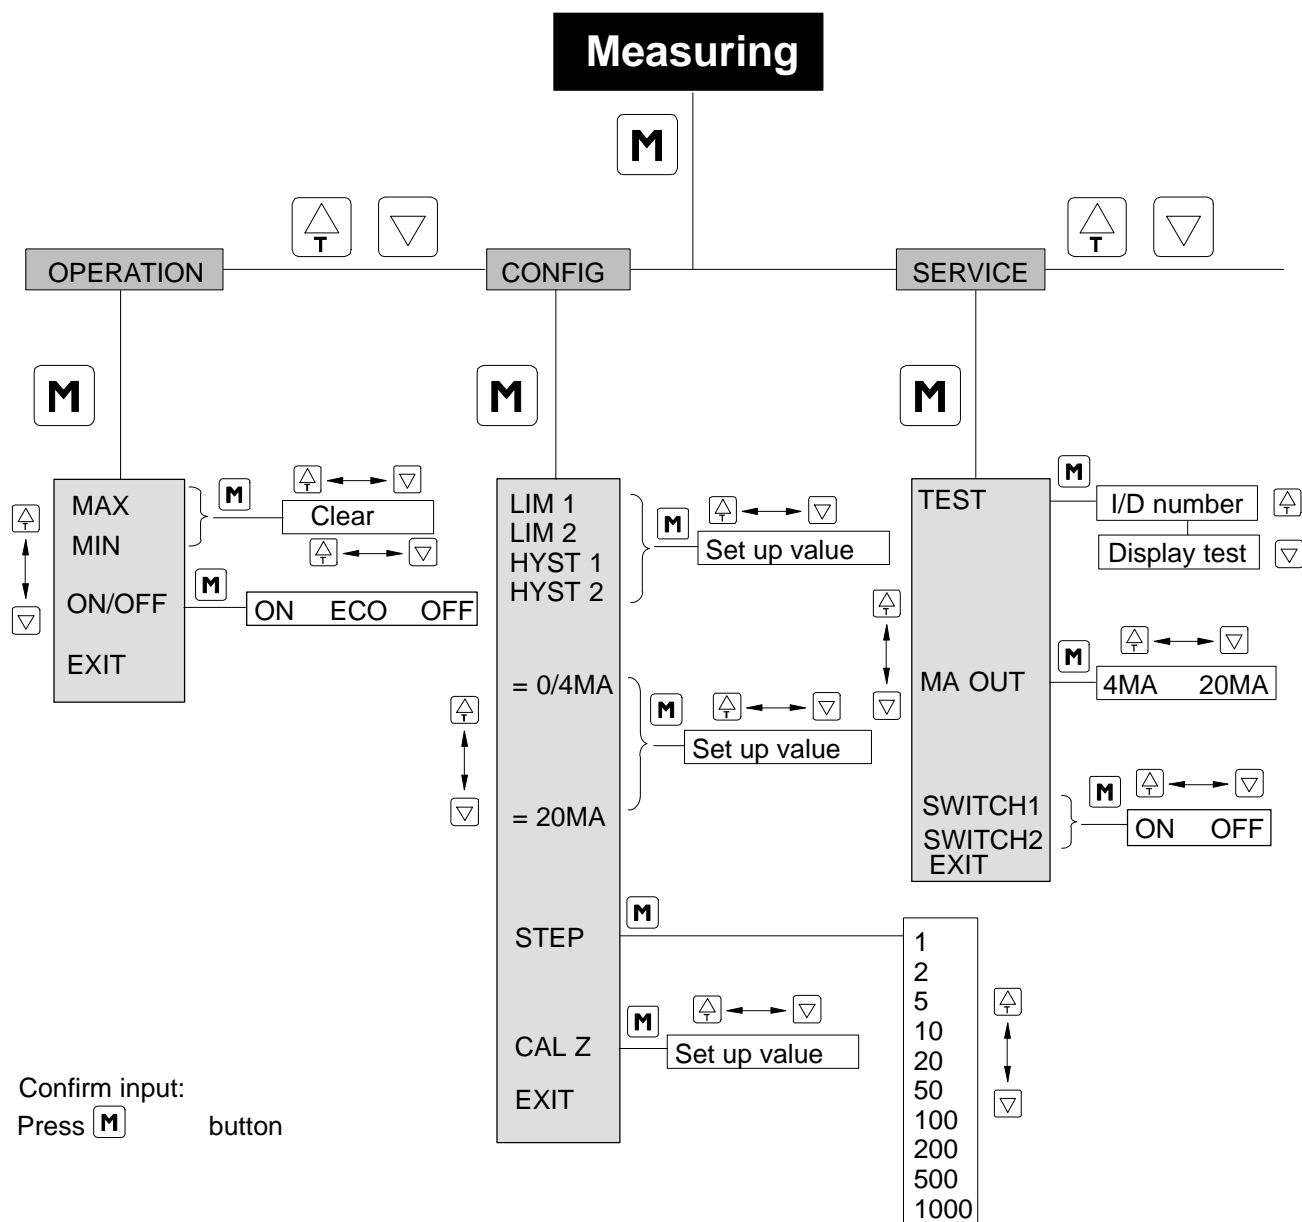 Measuring
M
T
T
OPERATION
CONFIG
SERVICE
M
M
M
MAX
MIN
ON/OFF
EXIT
T
M
T
Clear
T
M
ON ECO OFF
LIM 1
LIM 2
HYST 1
HYST 2
= 0/4MA
= 20MA
STEP
CAL Z
EXIT
T
M
T
Set up value
M
T
Set up value
M
1
2
5
10
20
50
100
200
500
1000
T
M
T
Set up value
TEST
MA OUT
SWITCH1
SWITCH2
EXIT
T
M
I/D number
T
Display test
M
T
4MA 20MA
M
T
ON OFF
Confirm input:
Press M button